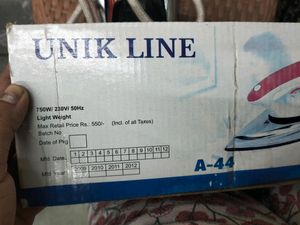 UNIK LINE
750W/ 230V/ 50Hz
Light Weight
Max Retail Price Rs.: 550/- (Incl. of all Taxes)
Batch No
Date of Pkg
Mfd. Date 1 2 3 4 5 6 7 8 9 10 11 12
Mfd Year 2009 2010 2011 2012
A-44